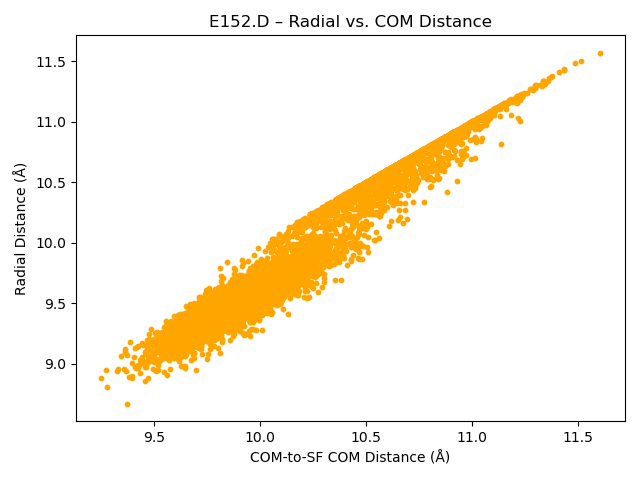 E152.D – Radial vs. COM Distance
Radial Distance (Å)
11.5
11.0
10.5
10.0
9.5
9.0
9.5 10.0 10.5 11.0 11.5
COM-to-SF COM Distance (Å)